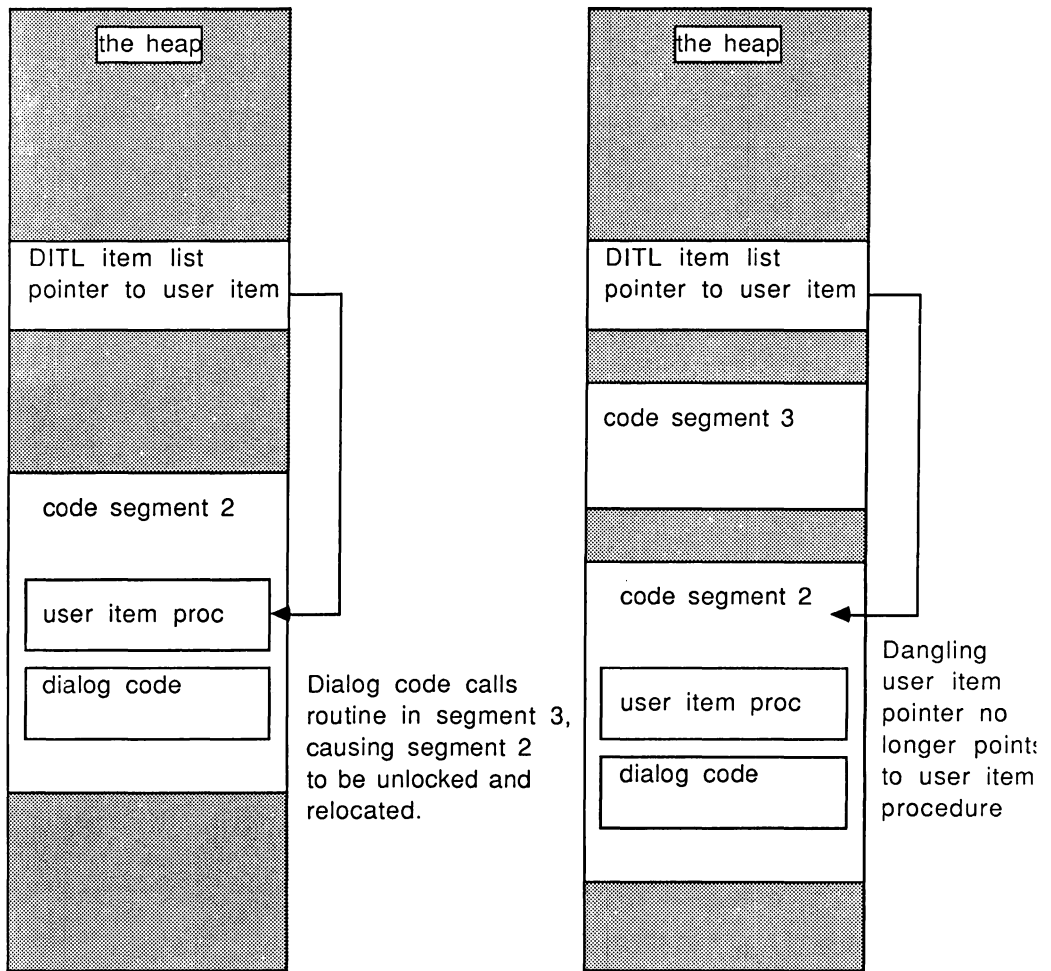 the heap
DITL item list
pointer to user item
code segment 2
user item proc
dialog code
Dialog code calls
routine in segment 3,
causing segment 2
to be unlocked and
relocated.
the heap
DITL item list
pointer to user item
code segment 3
code segment 2
user item proc
dialog code
Dangling
user item
pointer no
longer points
to user item
procedure